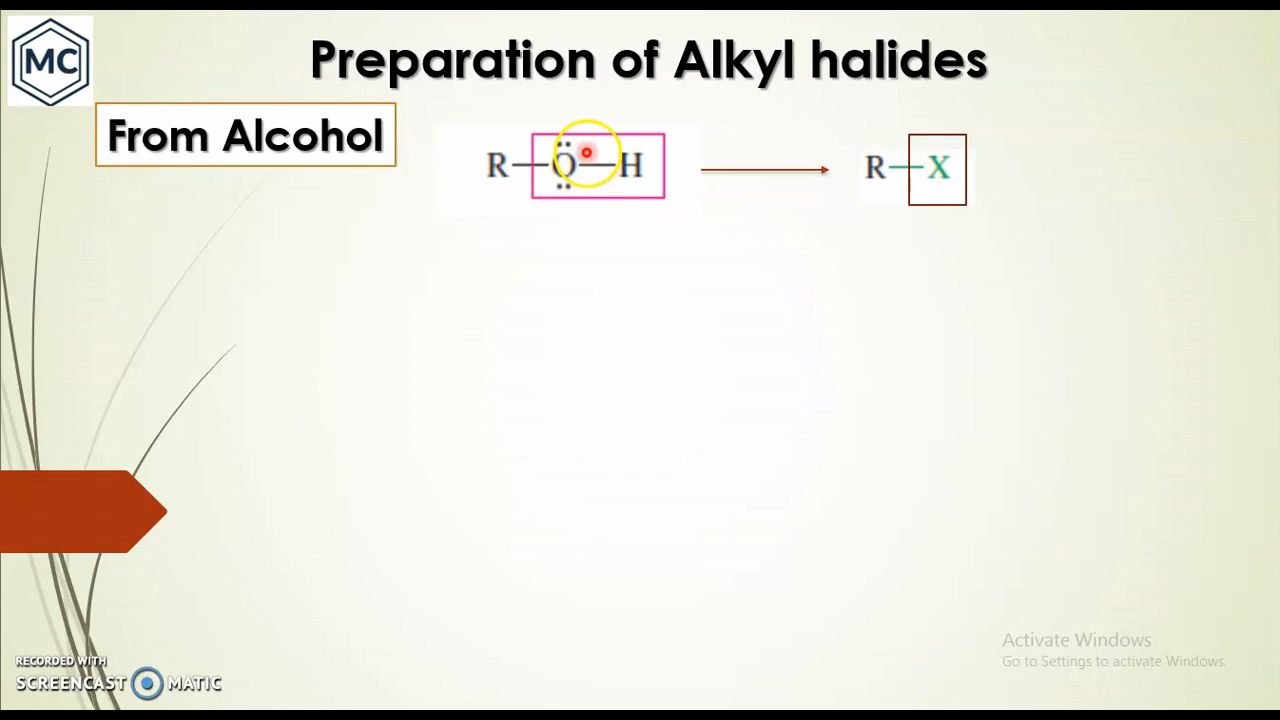 MC
Preparation of Alkyl halides
From Alcohol
R—Ö—H
R—X
Activate Windows
Go to Settings to activate Windows.
RECORDED WITH
SCREENCAST MATIC